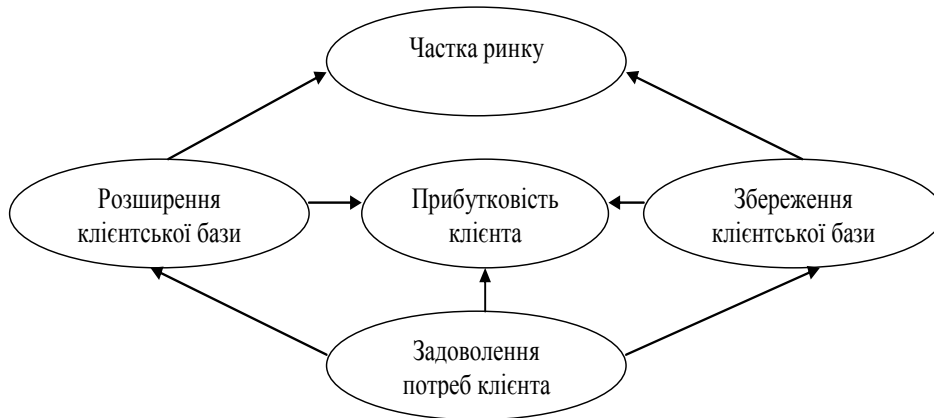 Частка ринку
Розширення
клієнтської бази
Прибутковість
клієнта
Збереження
клієнтської бази
Задоволення
потреб клієнта